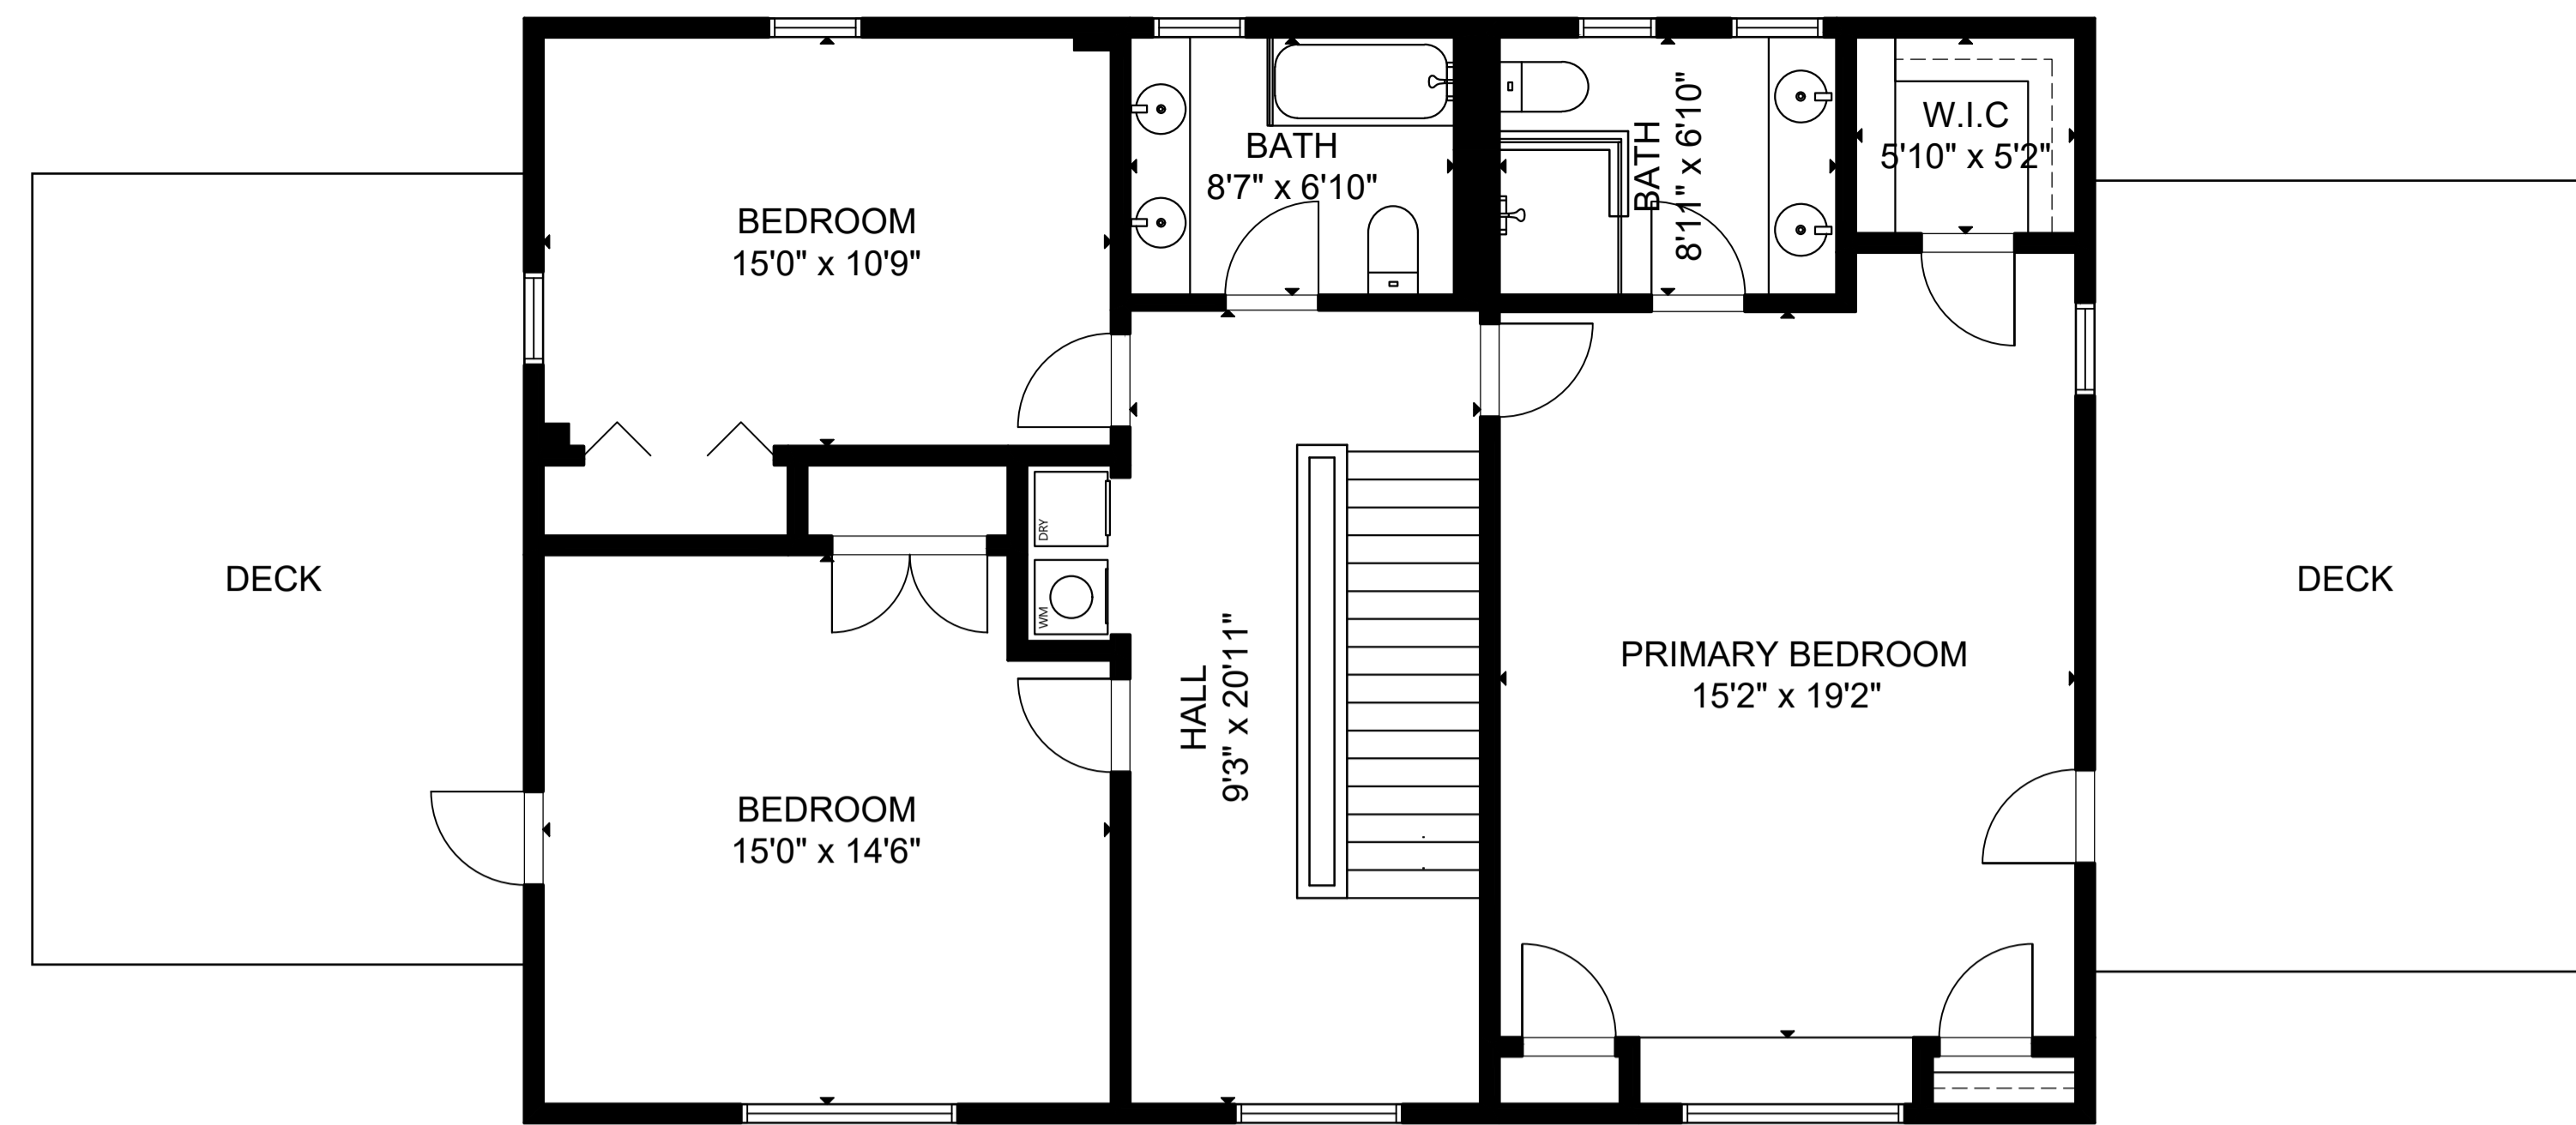 BEDROOM
15'0" x 10'9"
BATH
8'7" x 6'10"
BATH
8'11" x 6'10"
W.I.C
5'10" x 5'2"
DECK
DRY
WM
HALL
9'3" x 20'11"
PRIMARY BEDROOM
15'2" x 19'2"
DECK
BEDROOM
15'0" x 14'6"